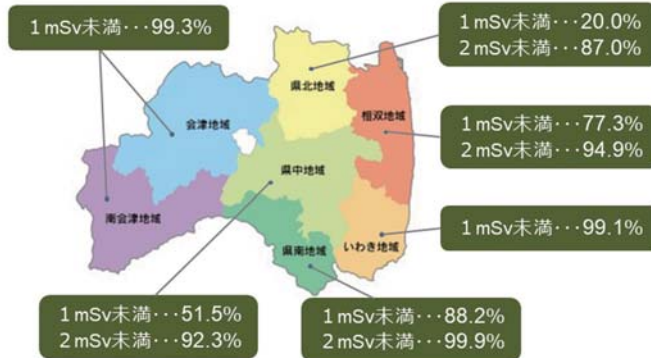 1 mSv未満･･･99.3%
1 mSv未満･･･20.0%
2 mSv未満･･･87.0%
県北地域
会津地域
相双地域
1 mSv未満･･･77.3%
2 mSv未満･･･94.9%
県中地域
南会津地域
県南地域
いわき地域
1 mSv未満･･･99.1%
1 mSv未満･･･51.5%
2 mSv未満･･･92.3%
1 mSv未満･･･88.2%
2 mSv未満･･･99.9%